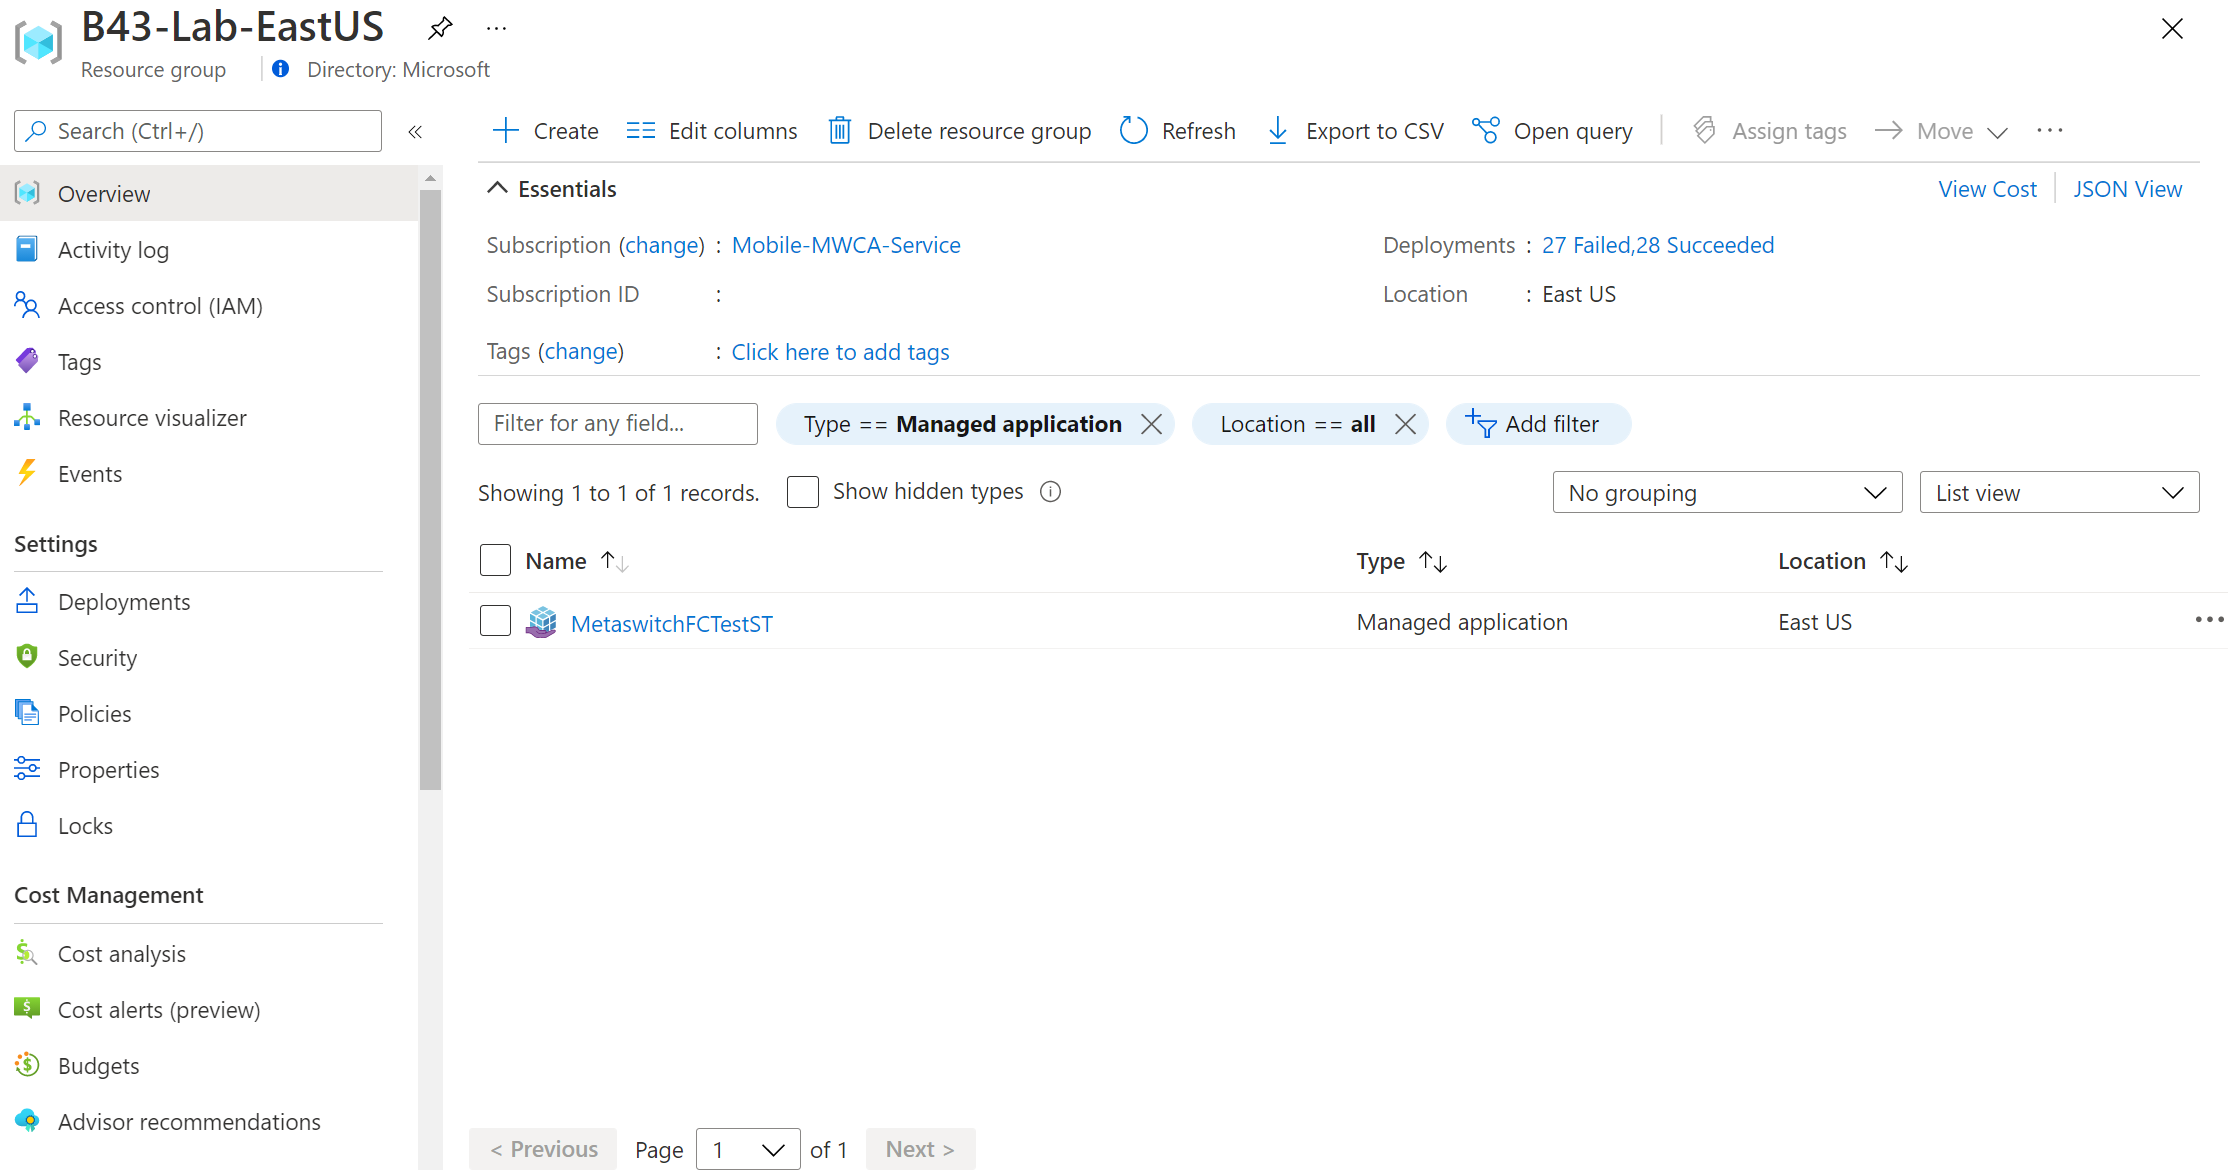 B43-Lab-EastUS
...
Resource group
Directory: Microsoft
Search (Ctrl+/)
«
Overview
Activity log
Access control (IAM)
Tags
Resource visualizer
Events
Settings
Deployments
Security
Policies
Properties
Locks
Cost Management
Cost analysis
Cost alerts (preview)
Budgets
Advisor recommendations
Create Edit columns Delete resource group Refresh Export to CSV Open query Assign tags Move ...
Essentials
View Cost JSON View
Subscription (change) : Mobile-MWCA-Service
Deployments : 27 Failed,28 Succeeded
Subscription ID :
Location : East US
Tags (change) : Click here to add tags
Filter for any field... Type == Managed application Location == all Add filter
Showing 1 to 1 of 1 records. Show hidden types No grouping List view
Name Type Location
MetaswitchFCTestST Managed application East US ...
< Previous Page 1 of 1 Next >